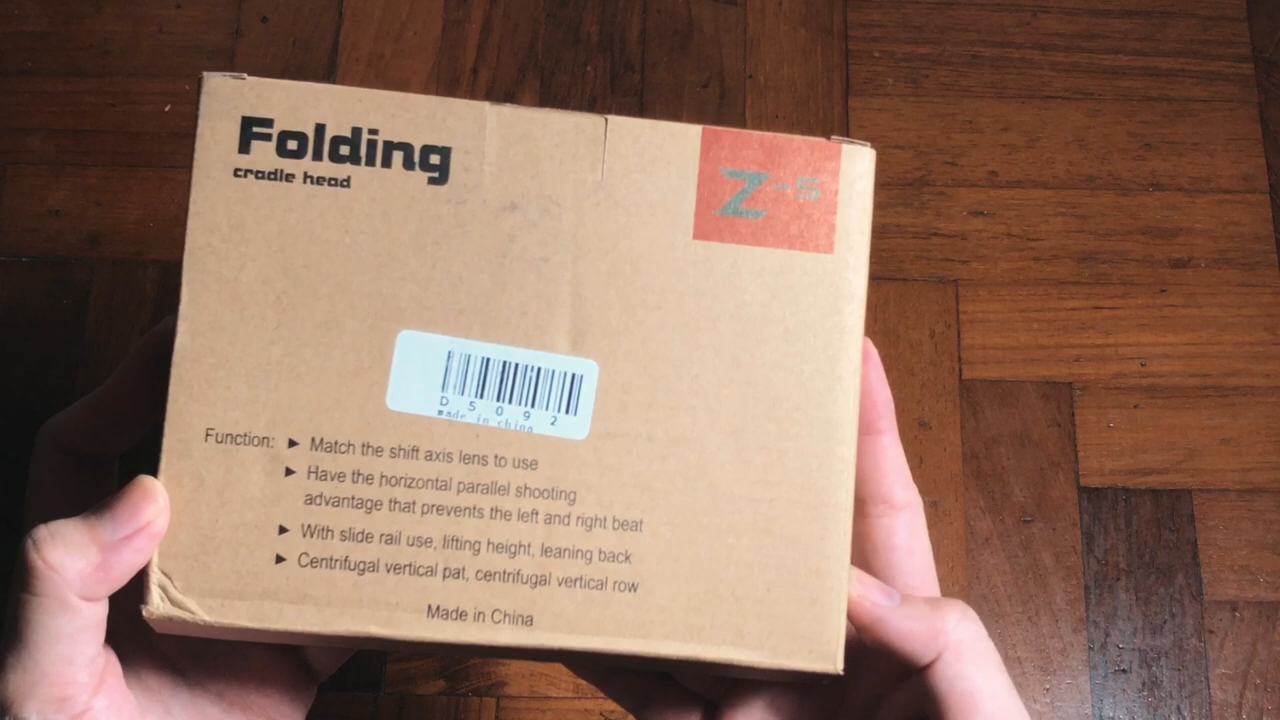 Folding
cradle head
Z-S
D 5 0 9 2
made in china
Function: ► Match the shift axis lens to use
► Have the horizontal parallel shooting
advantage that prevents the left and right beat
► With slide rail use, lifting height, leaning back
► Centrifugal vertical pat, centrifugal vertical row
Made in China